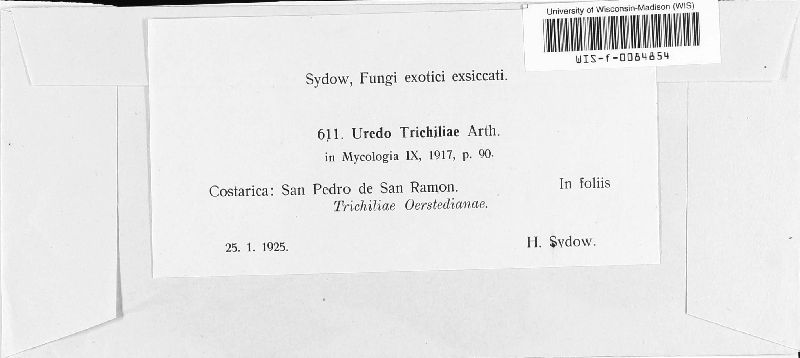 University of Wisconsin-Madison (WIS)
WIS-f-0084854
Sydow, Fungi exotici exsiccati.
611. Uredo Trichiliae Arth.
in Mycologia IX, 1917, p. 90.
Costarica: San Pedro de San Ramon. In foliis
Trichiliae Oerstedianae.
25. 1. 1925. H. Sydow.